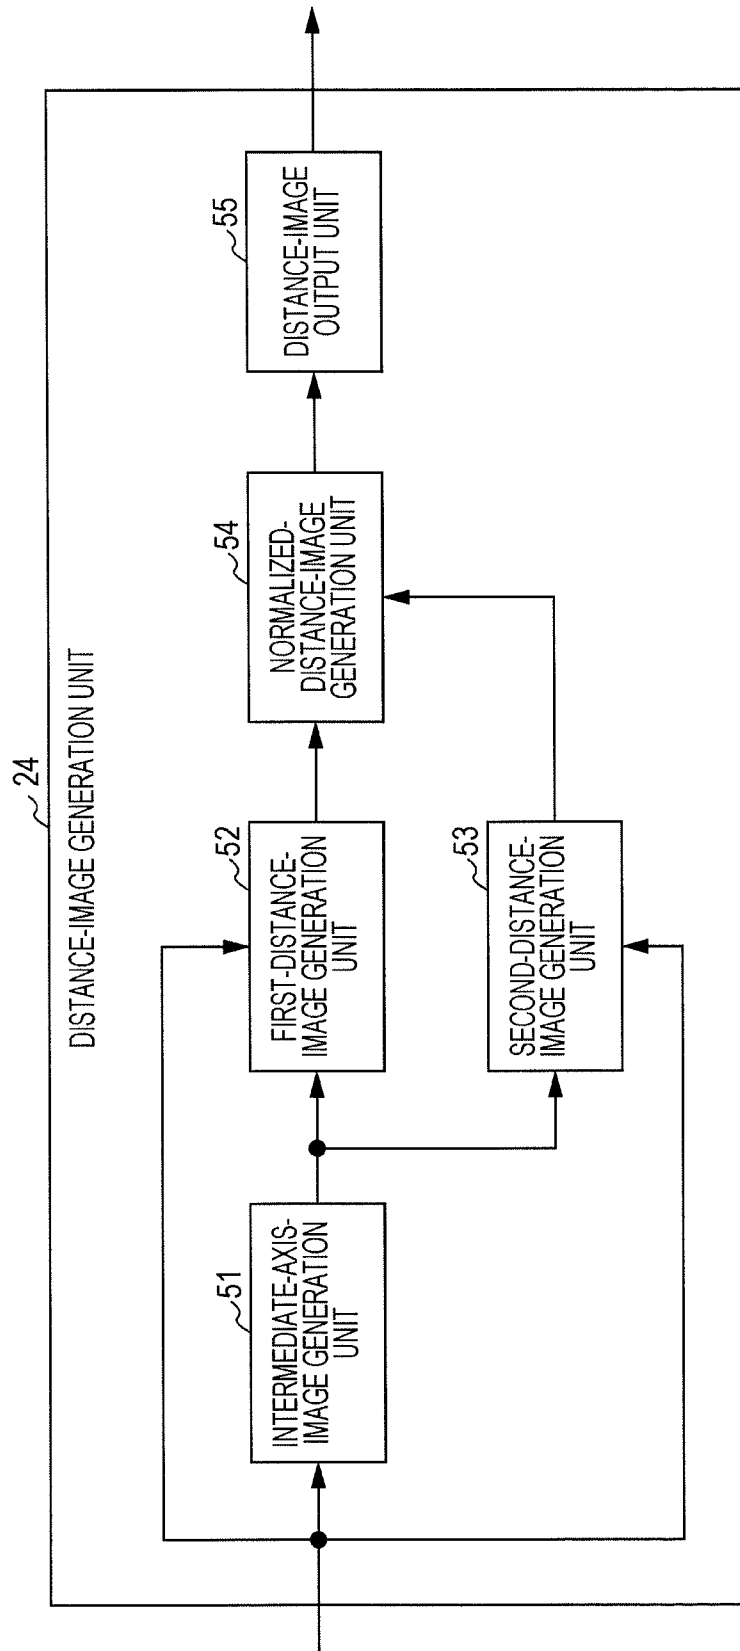 24
DISTANCE-IMAGE GENERATION UNIT
51
INTERMEDIATE-AXIS-
IMAGE GENERATION
UNIT
52
FIRST-DISTANCE-
IMAGE GENERATION
UNIT
53
SECOND-DISTANCE-
IMAGE GENERATION
UNIT
54
NORMALIZED-
DISTANCE-IMAGE
GENERATION UNIT
55
DISTANCE-IMAGE
OUTPUT UNIT